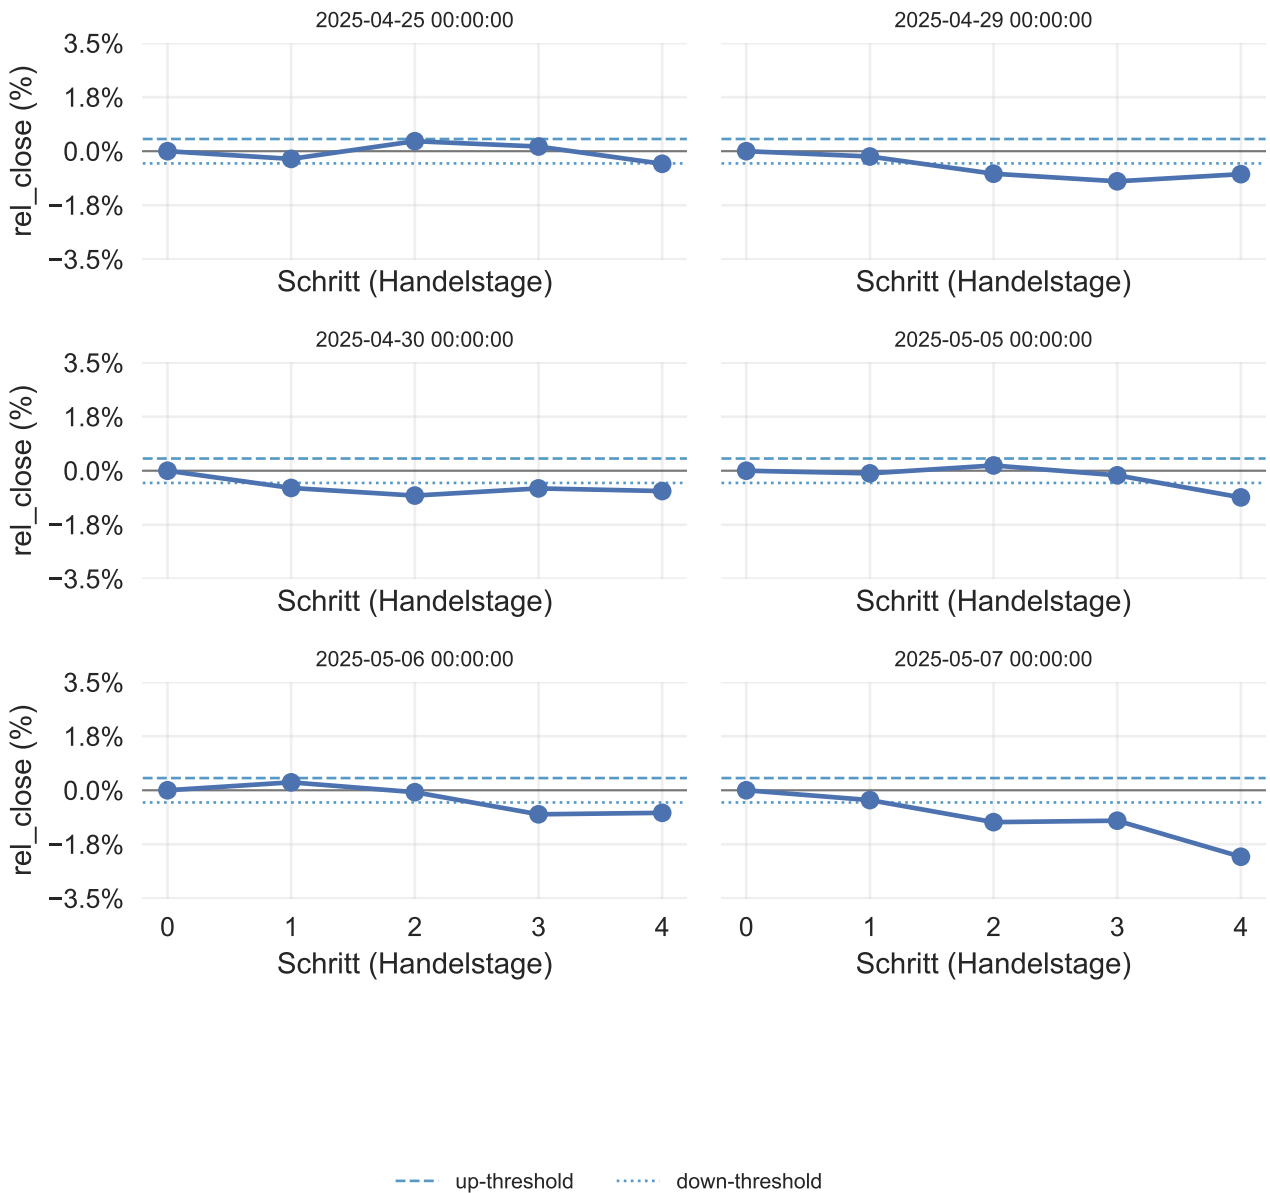 2025-04-25 00:00:00
2025-04-29 00:00:00
3.5%
1.8%
0.0%
−1.8%
−3.5%
rel_close (%)
Schritt (Handelstage)
Schritt (Handelstage)
2025-04-30 00:00:00
2025-05-05 00:00:00
3.5%
1.8%
0.0%
−1.8%
−3.5%
rel_close (%)
Schritt (Handelstage)
Schritt (Handelstage)
2025-05-06 00:00:00
2025-05-07 00:00:00
3.5%
1.8%
0.0%
−1.8%
−3.5%
rel_close (%)
0 1 2 3 4
0 1 2 3 4
Schritt (Handelstage)
Schritt (Handelstage)
up-threshold
down-threshold